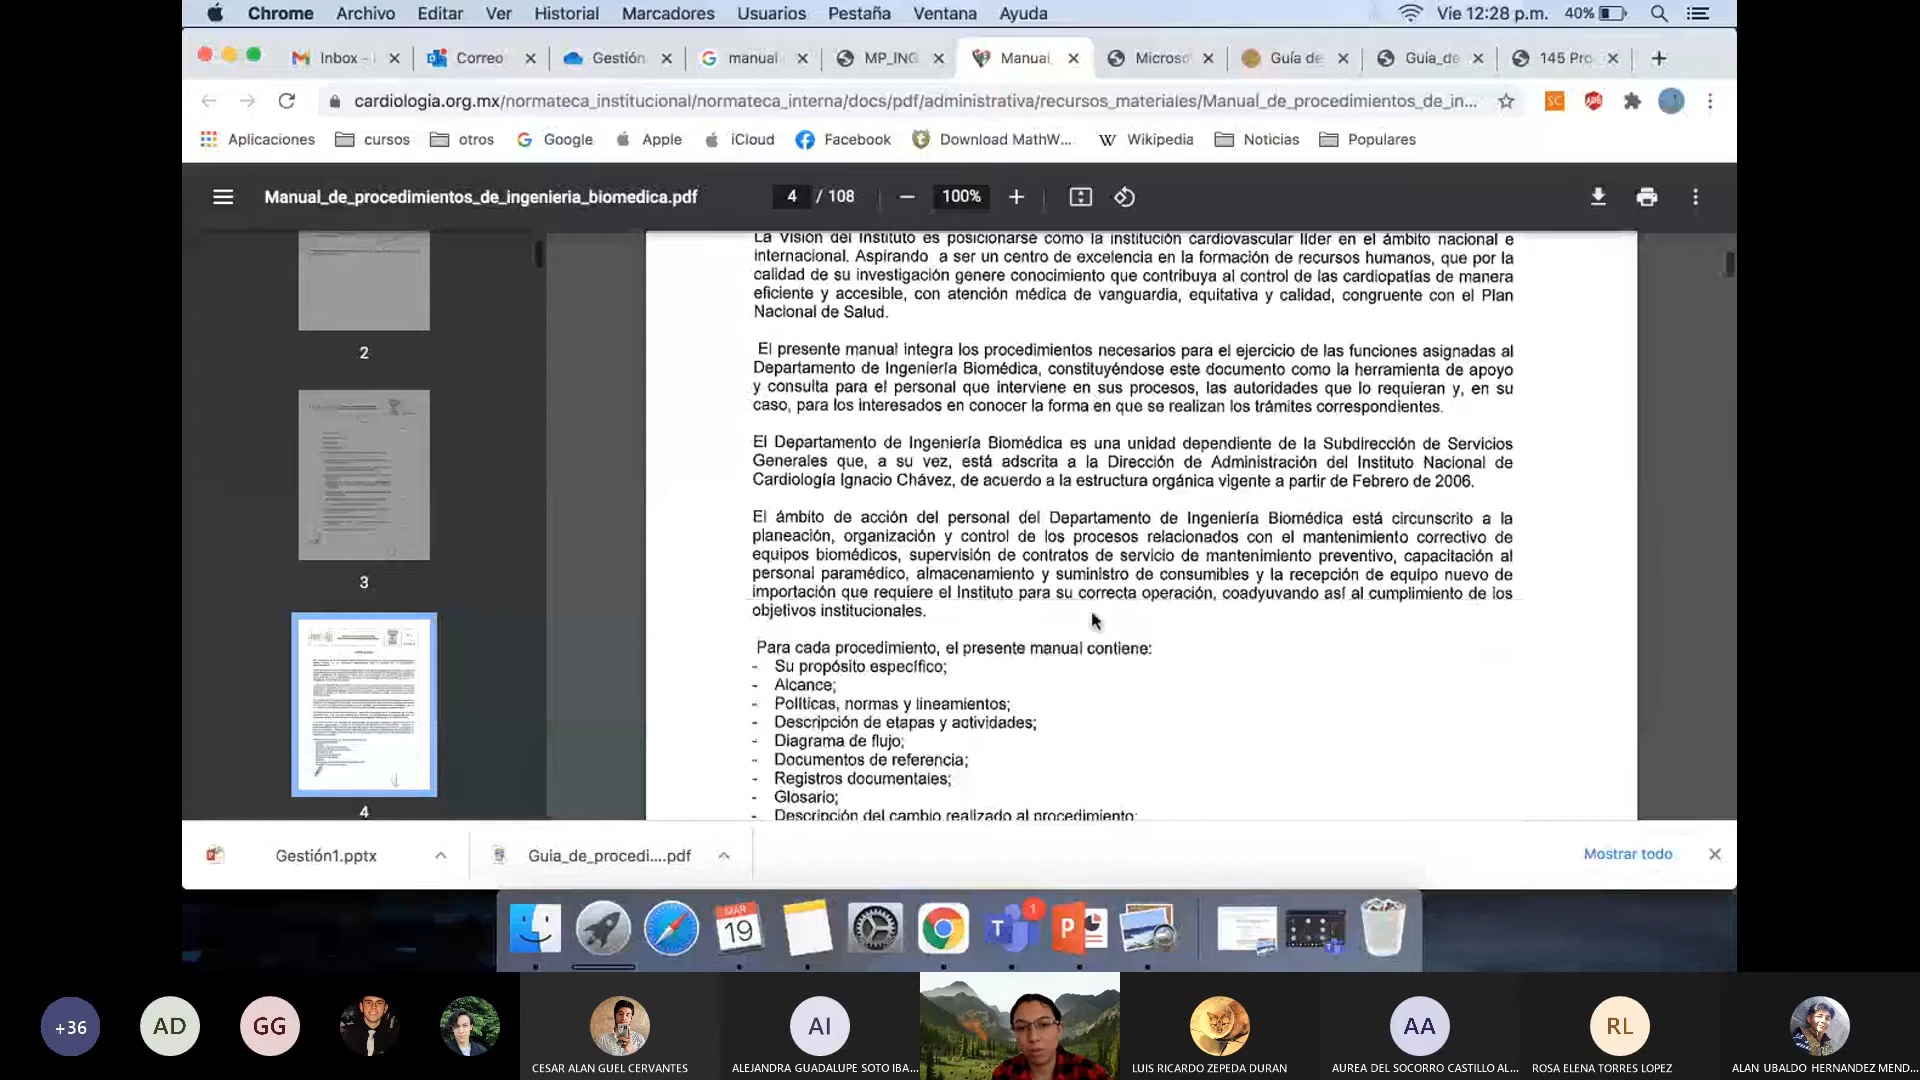 Chrome Archivo Editar Ver Historial Marcadores Usuarios Pestaña Ventana Ayuda Vie 12:28 p.m. 40%
Inbox - Correo Gestión manual MP_ING Manual_ Microso Guía de Guia_de 145 Pro
cardiologia.org.mx/normateca_institucional/normateca_interna/docs/pdf/administrativa/recursos_materiales/Manual_de_procedimientos_de_in...
Aplicaciones cursos otros Google Apple iCloud Facebook Download MathW... Wikipedia Noticias Populares
Manual_de_procedimientos_de_ingenieria_biomedica.pdf 4 / 108 100%
2
3
4
La Visión del Instituto es posicionarse como la institución cardiovascular líder en el ámbito nacional e
internacional. Aspirando a ser un centro de excelencia en la formación de recursos humanos, que por la
calidad de su investigación genere conocimiento que contribuya al control de las cardiopatías de manera
eficiente y accesible, con atención médica de vanguardia, equitativa y calidad, congruente con el Plan
Nacional de Salud.
El presente manual integra los procedimientos necesarios para el ejercicio de las funciones asignadas al
Departamento de Ingeniería Biomédica, constituyéndose este documento como la herramienta de apoyo
y consulta para el personal que interviene en sus procesos, las autoridades que lo requieran y, en su
caso, para los interesados en conocer la forma en que se realizan los trámites correspondientes.
El Departamento de Ingeniería Biomédica es una unidad dependiente de la Subdirección de Servicios
Generales que, a su vez, está adscrita a la Dirección de Administración del Instituto Nacional de
Cardiología Ignacio Chávez, de acuerdo a la estructura orgánica vigente a partir de Febrero de 2006.
El ámbito de acción del personal del Departamento de Ingeniería Biomédica está circunscrito a la
planeación, organización y control de los procesos relacionados con el mantenimiento correctivo de
equipos biomédicos, supervisión de contratos de servicio de mantenimiento preventivo, capacitación al
personal paramédico, almacenamiento y suministro de consumibles y la recepción de equipo nuevo de
importación que requiere el Instituto para su correcta operación, coadyuvando así al cumplimiento de los
objetivos institucionales.
Para cada procedimiento, el presente manual contiene:
- Su propósito específico;
- Alcance;
- Políticas, normas y lineamientos;
- Descripción de etapas y actividades;
- Diagrama de flujo;
- Documentos de referencia;
- Registros documentales;
- Glosario;
- Descripción del cambio realizado al procedimiento;
Gestión1.pptx Guia_de_procedi....pdf Mostrar todo
MAR
19
1
+36 AD GG AI AA RL
CESAR ALAN GUEL CERVANTES ALEJANDRA GUADALUPE SOTO IBA... LUIS RICARDO ZEPEDA DURAN AUREA DEL SOCORRO CASTILLO AL... ROSA ELENA TORRES LOPEZ ALAN UBALDO HERNANDEZ MEND...